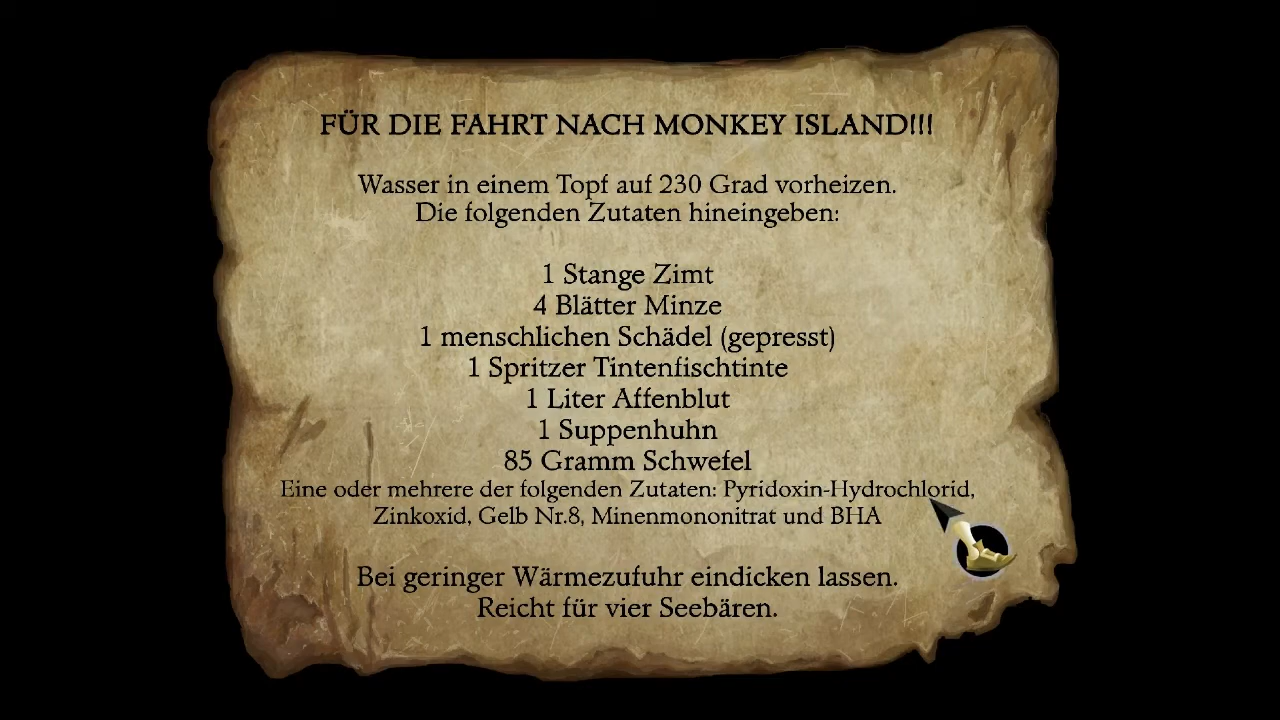 FÜR DIE FAHRT NACH MONKEY ISLAND!!!
Wasser in einem Topf auf 230 Grad vorheizen.
Die folgenden Zutaten hineingeben:
1 Stange Zimt
4 Blätter Minze
1 menschlichen Schädel (gepresst)
1 Spritzer Tintenfischtinte
1 Liter Affenblut
1 Suppenhuhn
85 Gramm Schwefel
Eine oder mehrere der folgenden Zutaten: Pyridoxin-Hydrochlorid,
Zinkoxid, Gelb Nr.8, Minenmononitrat und BHA
Bei geringer Wärmezufuhr eindicken lassen.
Reicht für vier Seebären.